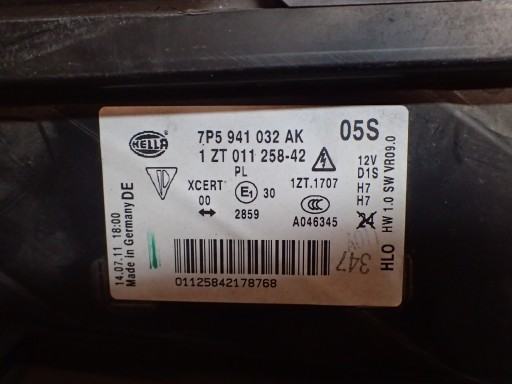 HELLA
7P5 941 032 AK
05S
1 ZT 011 258-42
PL
XCERT
00
E1
30
2859
1ZT.1707
CCC
A046345
12V
D1S
H7
H7
24
HLO HW 1.0 SW VR09.0
347
14.07.11 18:00
Made in Germany DE
01125842178768